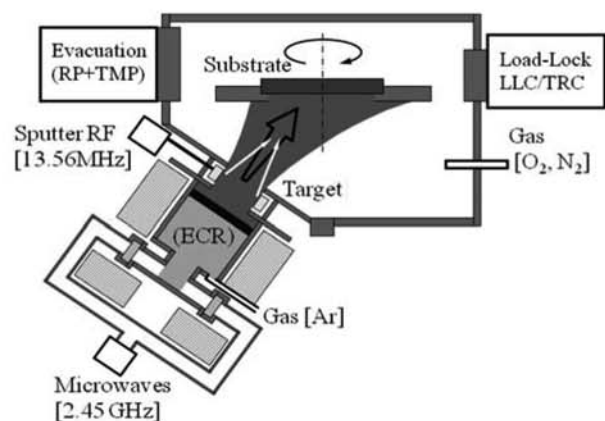 Evacuation
(RP+TMP)
Substrate
Load-Lock
LLC/TRC
Sputter RF
[13.56MHz]
Gas
[O₂, N₂]
Target
(ECR)
Gas [Ar]
Microwaves
[2.45 GHz]